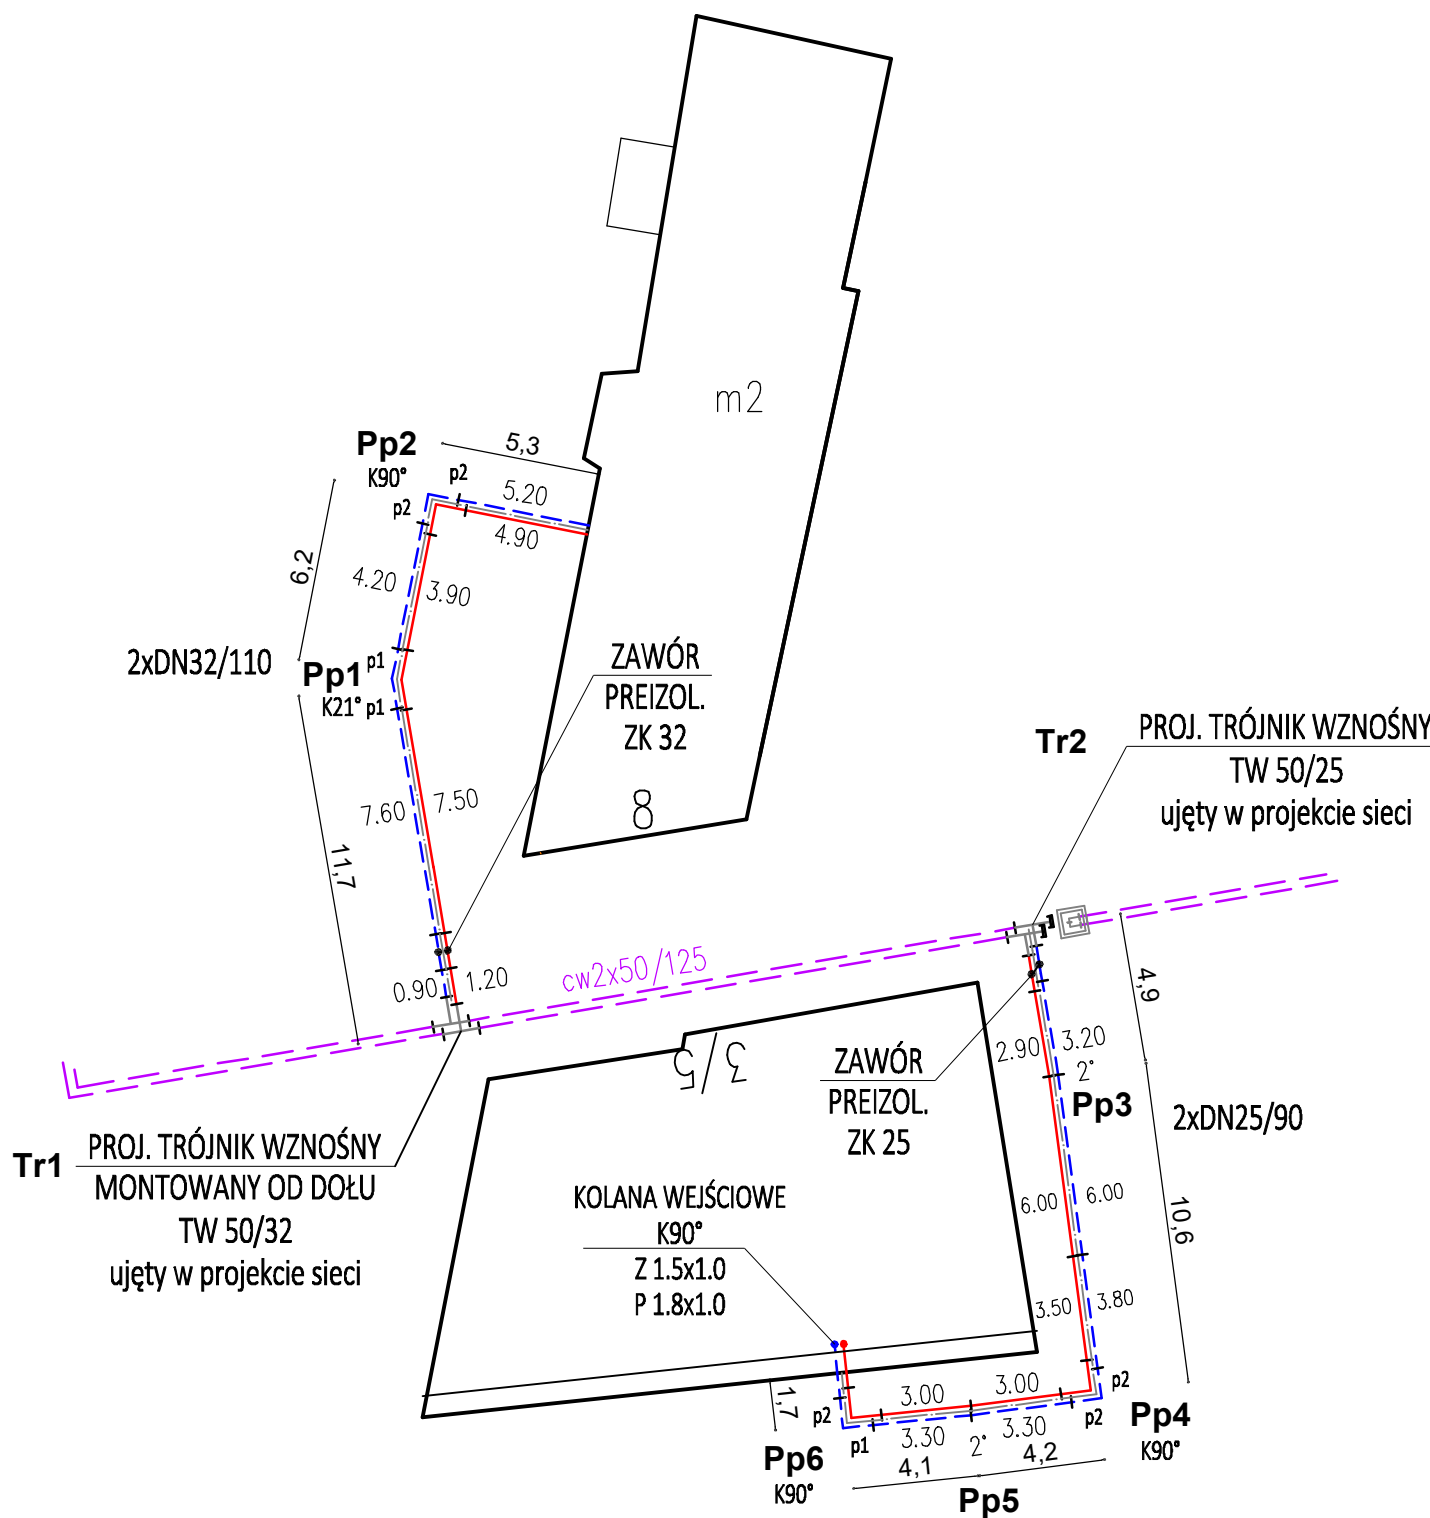 m2
Pp2
K90°
p2
5,3
5.20
p2
4.90
6,2
4.20
3.90
2xDN32/110
Pp1
p1
K21°
p1
ZAWÓR
PREIZOL.
ZK 32
7.60
7.50
8
11,7
Tr2
PROJ. TRÓJNIK WZNOŚNY
TW 50/25
ujęty w projekcie sieci
0.90
1.20
cw2x50/125
4,9
3/5
2.90
3.20
2°
Pp3
2xDN25/90
ZAWÓR
PREIZOL.
ZK 25
Tr1
PROJ. TRÓJNIK WZNOŚNY
MONTOWANY OD DOŁU
TW 50/32
ujęty w projekcie sieci
KOLANA WEJŚCIOWE
K90°
Z 1.5x1.0
P 1.8x1.0
6.00
6.00
10,6
3.50
3.80
1,7
3.00
3.00
p2
p2
p1
3.30
2°
3.30
p2
Pp4
K90°
Pp6
K90°
4,1
4,2
Pp5